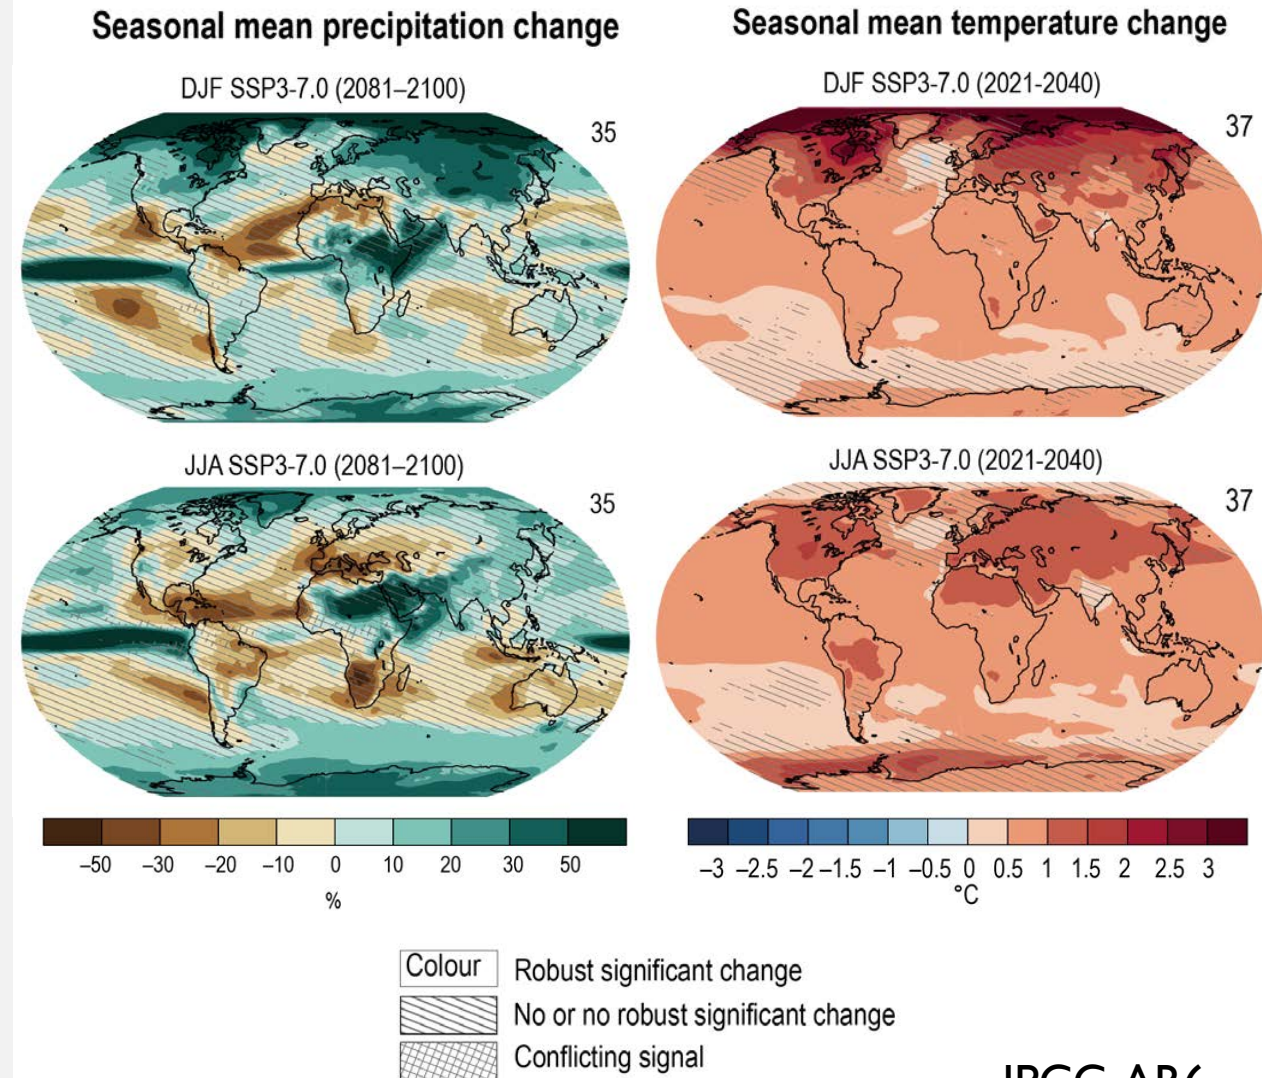 Seasonal mean precipitation change
Seasonal mean temperature change
DJF SSP3-7.0 (2081–2100)
35
DJF SSP3-7.0 (2021-2040)
37
JJA SSP3-7.0 (2081–2100)
35
JJA SSP3-7.0 (2021-2040)
37
–50 –30 –20 –10 0 10 20 30 50
%
–3 –2.5 –2 –1.5 –1 –0.5 0 0.5 1 1.5 2 2.5 3
°C
Colour Robust significant change
No or no robust significant change
Conflicting signal
IPCC AR6